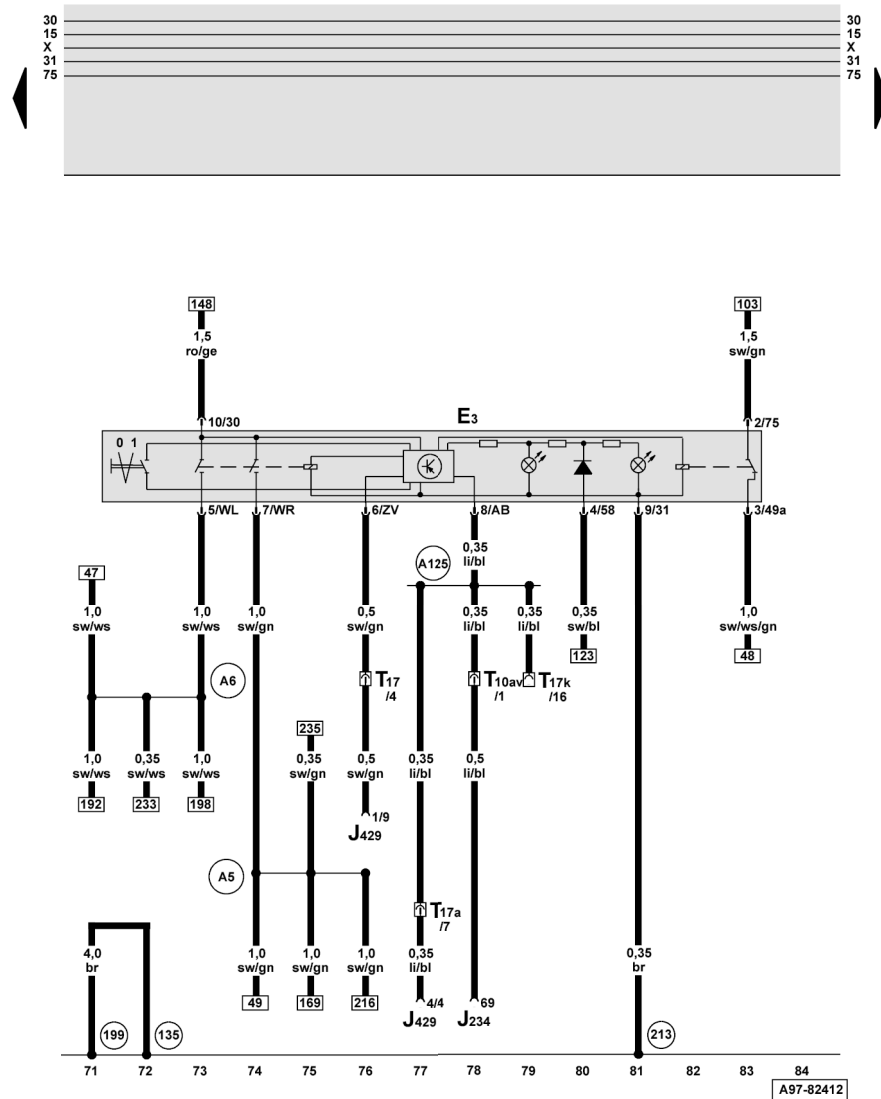 30 30
15 15
X X
31 31
75 75
148 103
1,5 1,5
ro/ge sw/gn
10/30 E3 2/75
0 1
5/WL 7/WR 6/ZV 8/AB 4/58 9/31 3/49a
0,35
li/bl
A125
47
1,0 1,0 1,0 0,5 0,35 0,35 0,35 1,0
sw/ws sw/ws sw/gn sw/gn li/bl li/bl sw/bl sw/ws/gn
123 48
A6 T17 T10av T17k
/4 /1 /16
235
1,0 0,35 1,0 0,35 0,5 0,35 0,5
sw/ws sw/ws sw/ws sw/gn sw/gn li/bl li/bl
192 233 198
1/9
J429
A5
T17a
/7
4,0 1,0 1,0 1,0 0,35 0,35
br sw/gn sw/gn sw/gn li/bl br
49 169 216 4/4 69
J429 J234
199 135 213
71 72 73 74 75 76 77 78 79 80 81 82 83 84
A97-82412